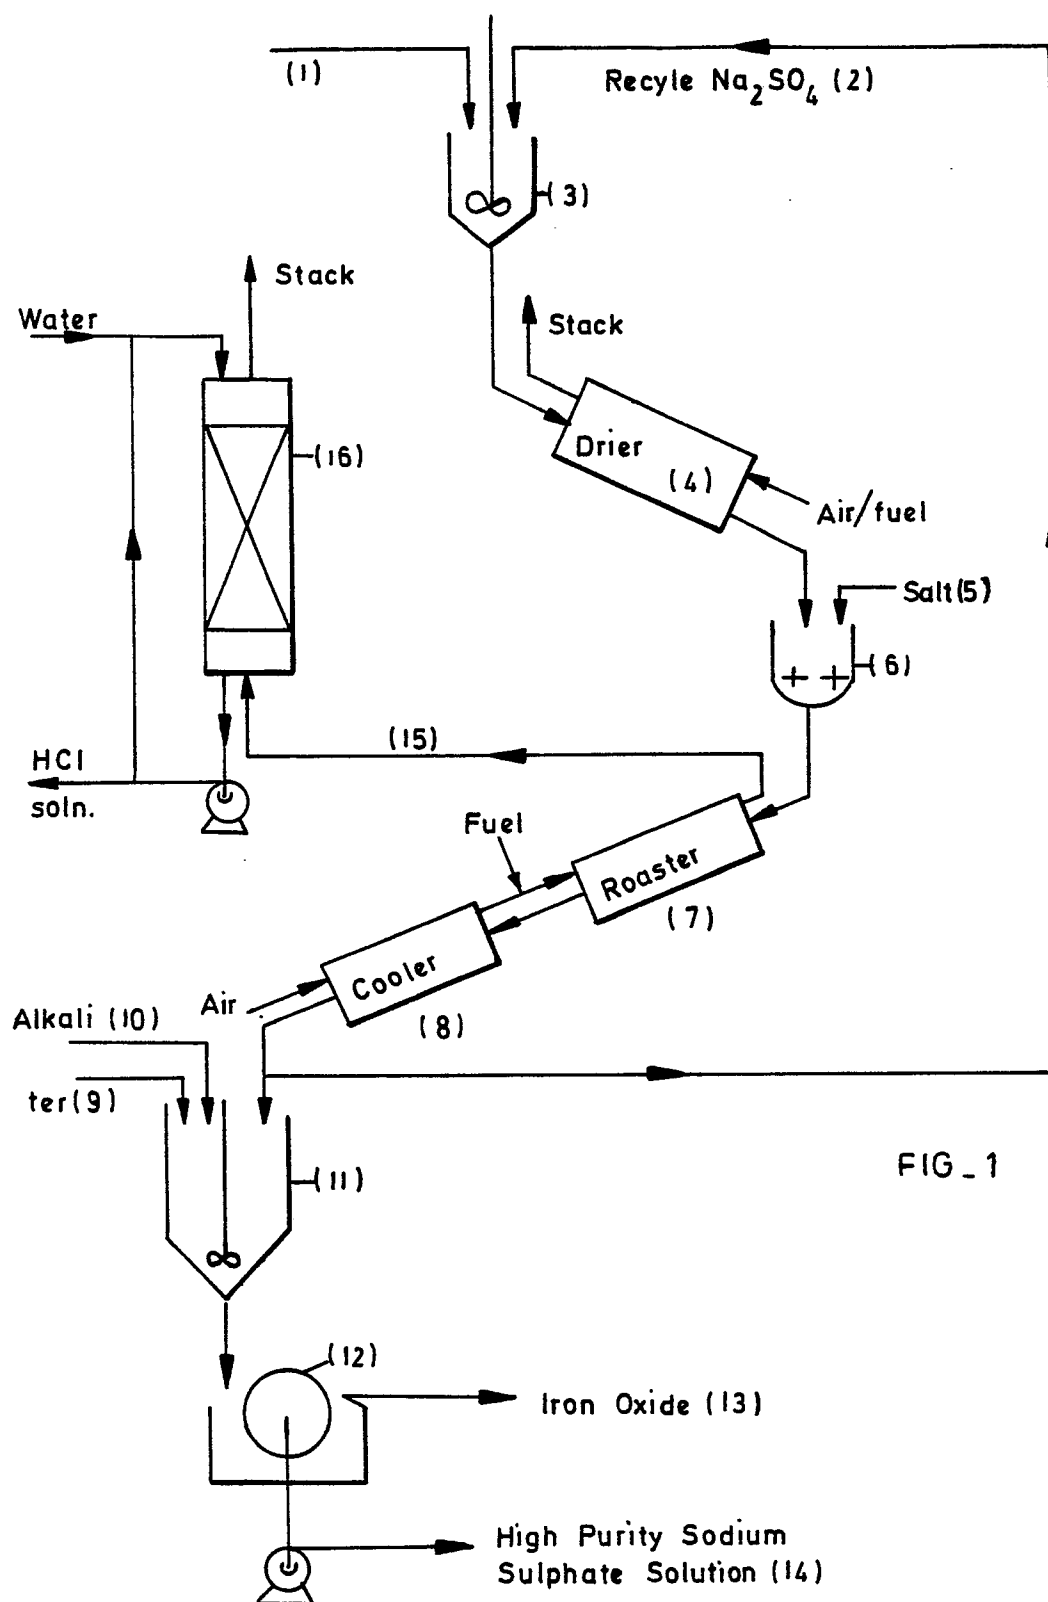 (1)
Recyle Na₂SO₄ (2)
(3)
Stack
Water
Stack
Drier
(4)
(16)
Air/fuel
Salt(5)
(6)
(15)
HCl
soln.
Fuel
Roaster
(7)
Cooler
(8)
Air
Alkali (10)
ter(9)
(11)
FIG_1
(12)
Iron Oxide (13)
High Purity Sodium
Sulphate Solution (14)